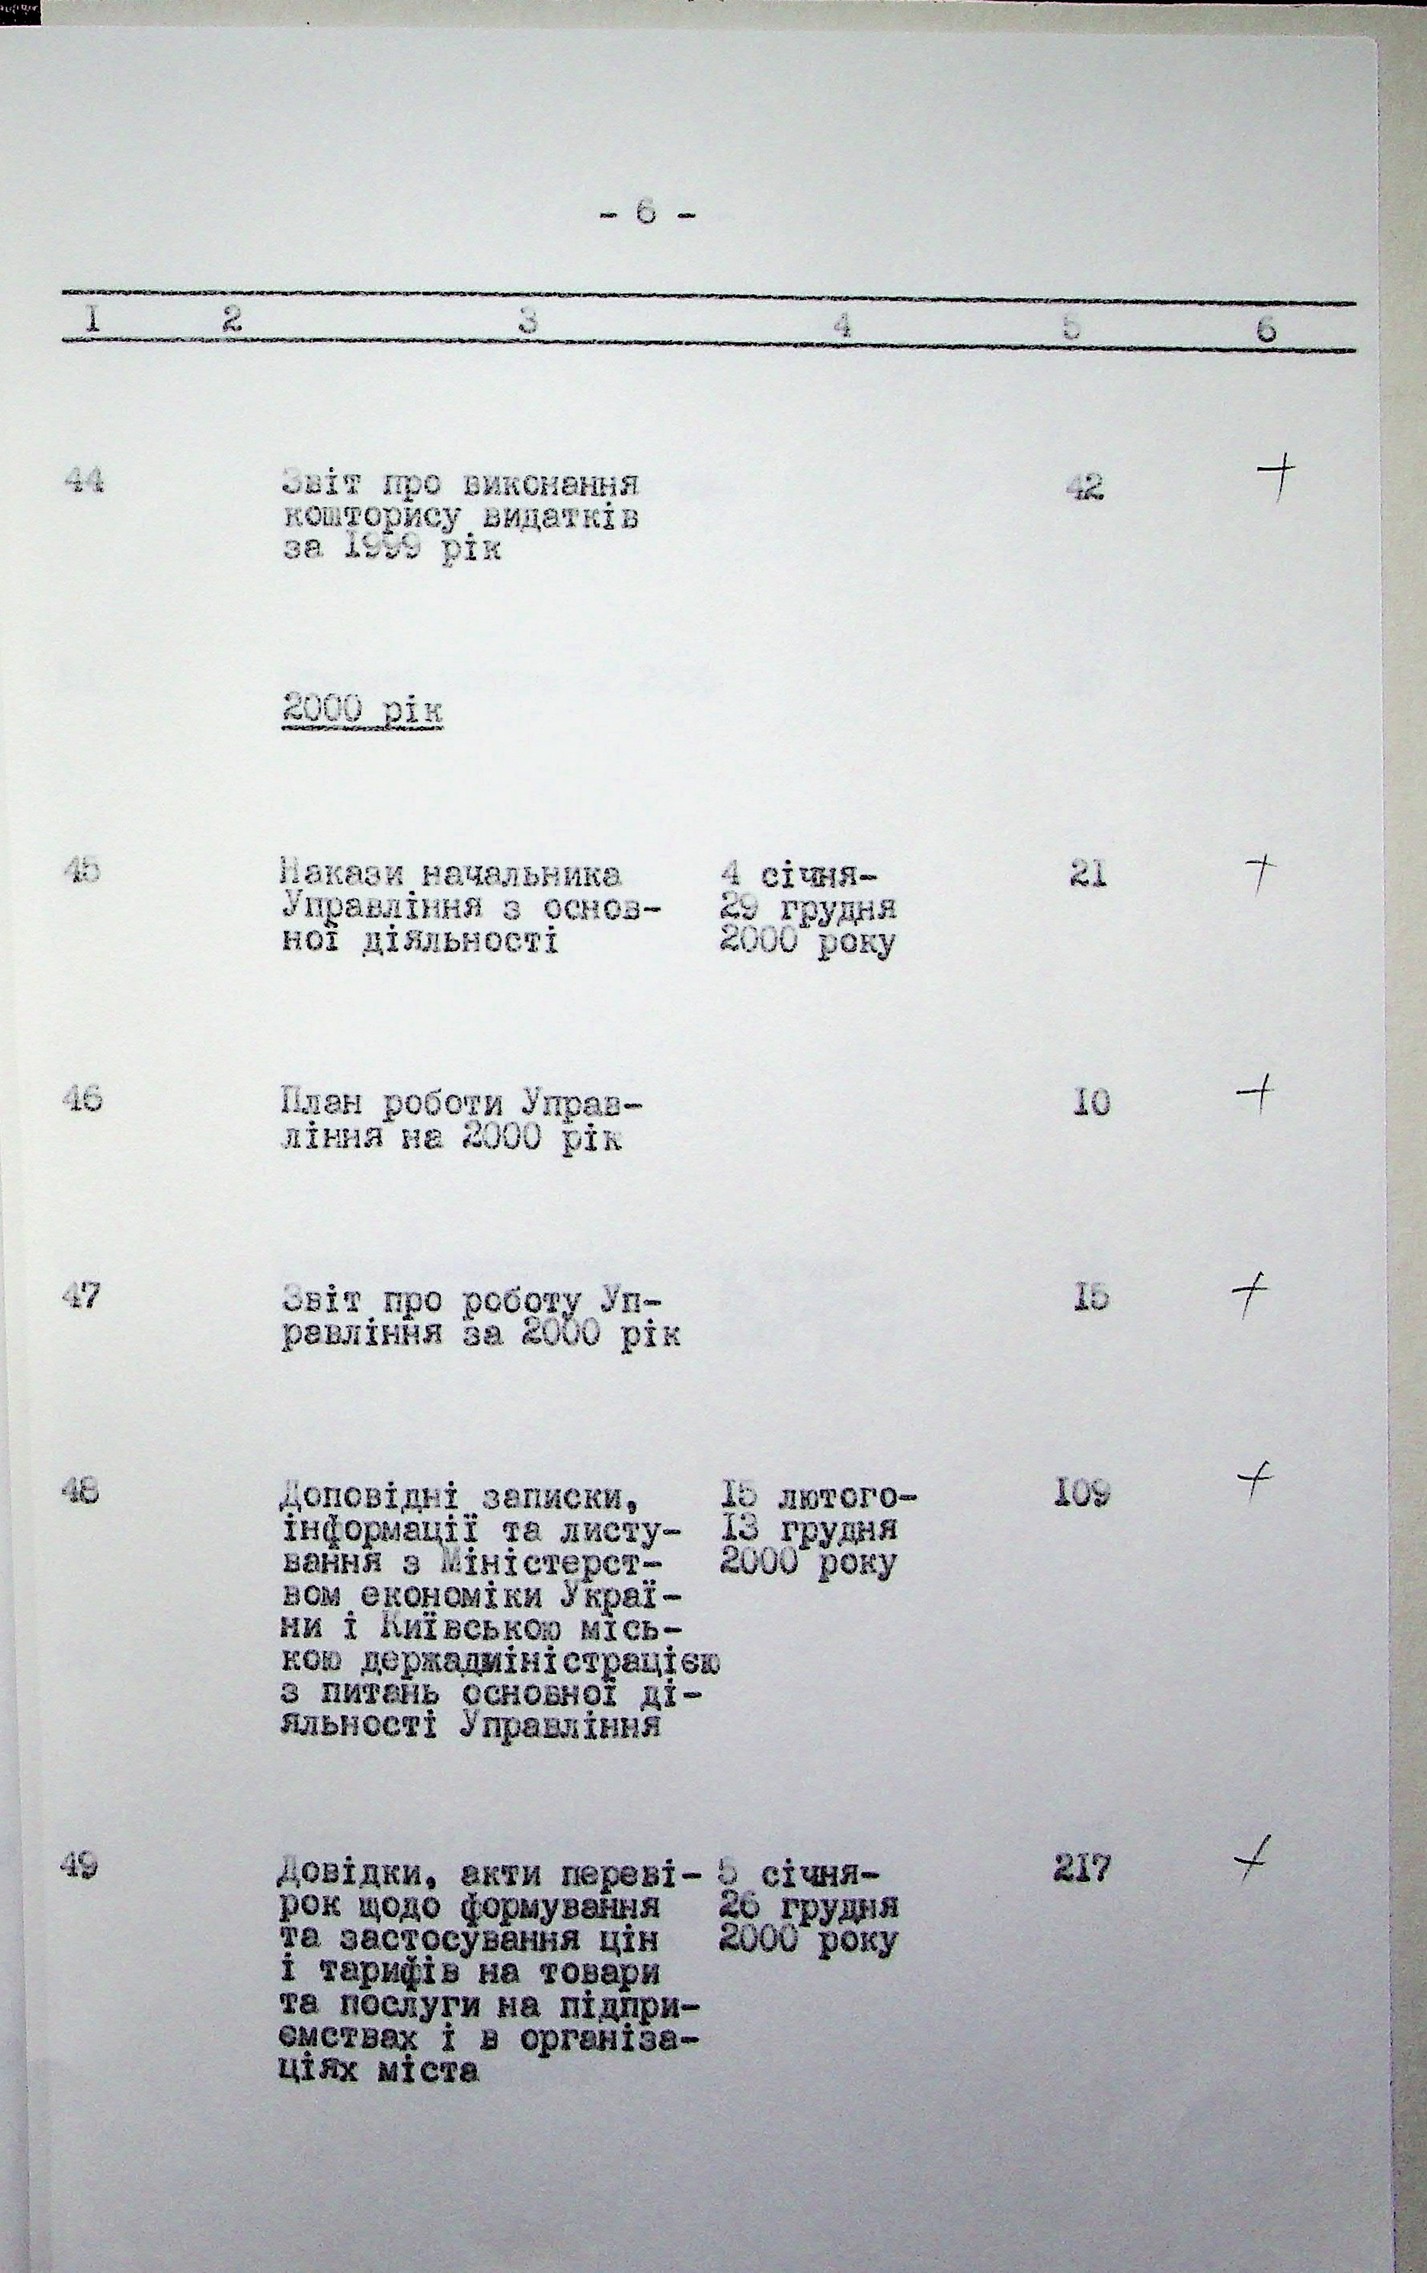 - 6 -
1 2 3 4 5 6
44 Звіт про виконання 42 +
кошторису видатків
за 1999 рік
2000 рік
45 Накази начальника 4 січня- 21 +
Управління з основ- 29 грудня
ної діяльності 2000 року
46 План роботи Управ- 10 +
ління на 2000 рік
47 Звіт про роботу Уп- 15 +
равління за 2000 рік
48 Доповідні записки, 15 лютого- 109 +
інформації та листу- 13 грудня
вання з Міністерст- 2000 року
вом економіки Украї-
ни і Київською місь-
кою держадміністрацією
з питань основної ді-
яльності Управління
49 Довідки, акти переві- 5 січня- 217 +
рок щодо формування 26 грудня
та застосування цін 2000 року
і тарифів на товари
та послуги на підпри-
ємствах і в організа-
ціях міста